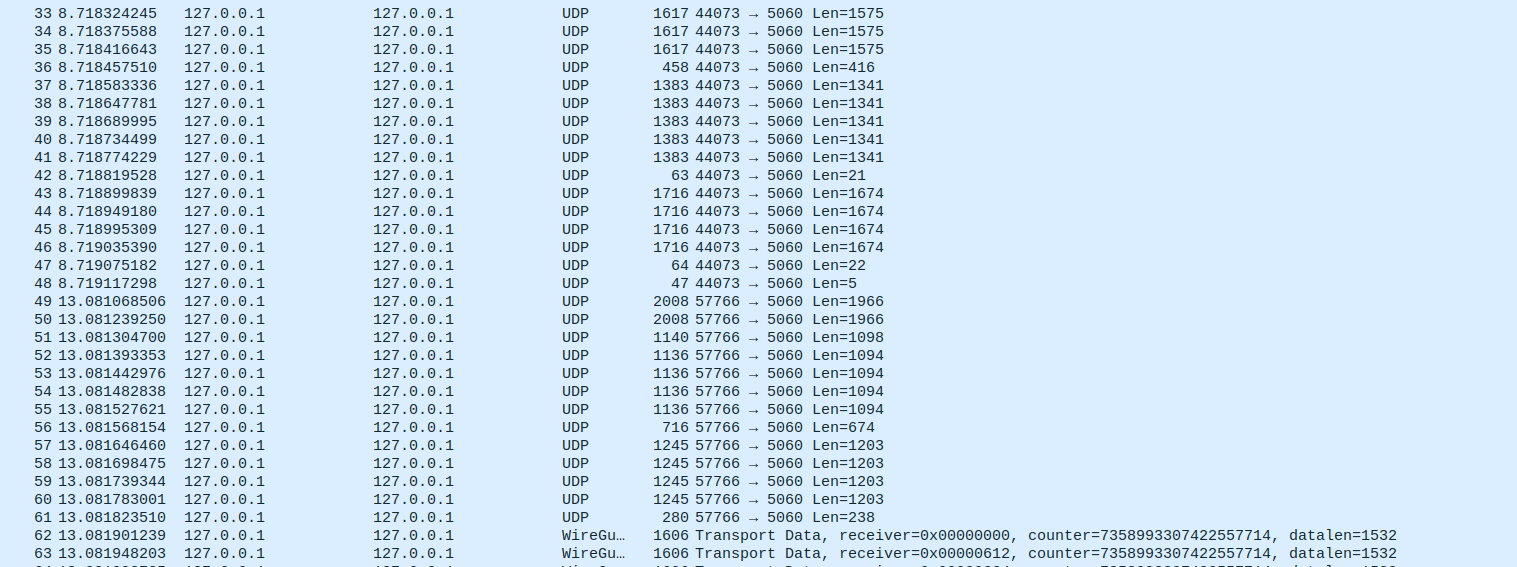 33 8.718324245 127.0.0.1 127.0.0.1 UDP 1617 44073 → 5060 Len=1575
34 8.718375588 127.0.0.1 127.0.0.1 UDP 1617 44073 → 5060 Len=1575
35 8.718416643 127.0.0.1 127.0.0.1 UDP 1617 44073 → 5060 Len=1575
36 8.718457510 127.0.0.1 127.0.0.1 UDP 458 44073 → 5060 Len=416
37 8.718583336 127.0.0.1 127.0.0.1 UDP 1383 44073 → 5060 Len=1341
38 8.718647781 127.0.0.1 127.0.0.1 UDP 1383 44073 → 5060 Len=1341
39 8.718689995 127.0.0.1 127.0.0.1 UDP 1383 44073 → 5060 Len=1341
40 8.718734499 127.0.0.1 127.0.0.1 UDP 1383 44073 → 5060 Len=1341
41 8.718774229 127.0.0.1 127.0.0.1 UDP 1383 44073 → 5060 Len=1341
42 8.718819528 127.0.0.1 127.0.0.1 UDP 63 44073 → 5060 Len=21
43 8.718899839 127.0.0.1 127.0.0.1 UDP 1716 44073 → 5060 Len=1674
44 8.718949180 127.0.0.1 127.0.0.1 UDP 1716 44073 → 5060 Len=1674
45 8.718995309 127.0.0.1 127.0.0.1 UDP 1716 44073 → 5060 Len=1674
46 8.719035390 127.0.0.1 127.0.0.1 UDP 1716 44073 → 5060 Len=1674
47 8.719075182 127.0.0.1 127.0.0.1 UDP 64 44073 → 5060 Len=22
48 8.719117298 127.0.0.1 127.0.0.1 UDP 47 44073 → 5060 Len=5
49 13.081068506 127.0.0.1 127.0.0.1 UDP 2008 57766 → 5060 Len=1966
50 13.081239250 127.0.0.1 127.0.0.1 UDP 2008 57766 → 5060 Len=1966
51 13.081304700 127.0.0.1 127.0.0.1 UDP 1140 57766 → 5060 Len=1098
52 13.081393353 127.0.0.1 127.0.0.1 UDP 1136 57766 → 5060 Len=1094
53 13.081442976 127.0.0.1 127.0.0.1 UDP 1136 57766 → 5060 Len=1094
54 13.081482838 127.0.0.1 127.0.0.1 UDP 1136 57766 → 5060 Len=1094
55 13.081527621 127.0.0.1 127.0.0.1 UDP 1136 57766 → 5060 Len=1094
56 13.081568154 127.0.0.1 127.0.0.1 UDP 716 57766 → 5060 Len=674
57 13.081646460 127.0.0.1 127.0.0.1 UDP 1245 57766 → 5060 Len=1203
58 13.081698475 127.0.0.1 127.0.0.1 UDP 1245 57766 → 5060 Len=1203
59 13.081739344 127.0.0.1 127.0.0.1 UDP 1245 57766 → 5060 Len=1203
60 13.081783001 127.0.0.1 127.0.0.1 UDP 1245 57766 → 5060 Len=1203
61 13.081823510 127.0.0.1 127.0.0.1 UDP 280 57766 → 5060 Len=238
62 13.081901239 127.0.0.1 127.0.0.1 WireGu… 1606 Transport Data, receiver=0x00000000, counter=7358993307422557714, datalen=1532
63 13.081948203 127.0.0.1 127.0.0.1 WireGu… 1606 Transport Data, receiver=0x00000612, counter=7358993307422557714, datalen=1532